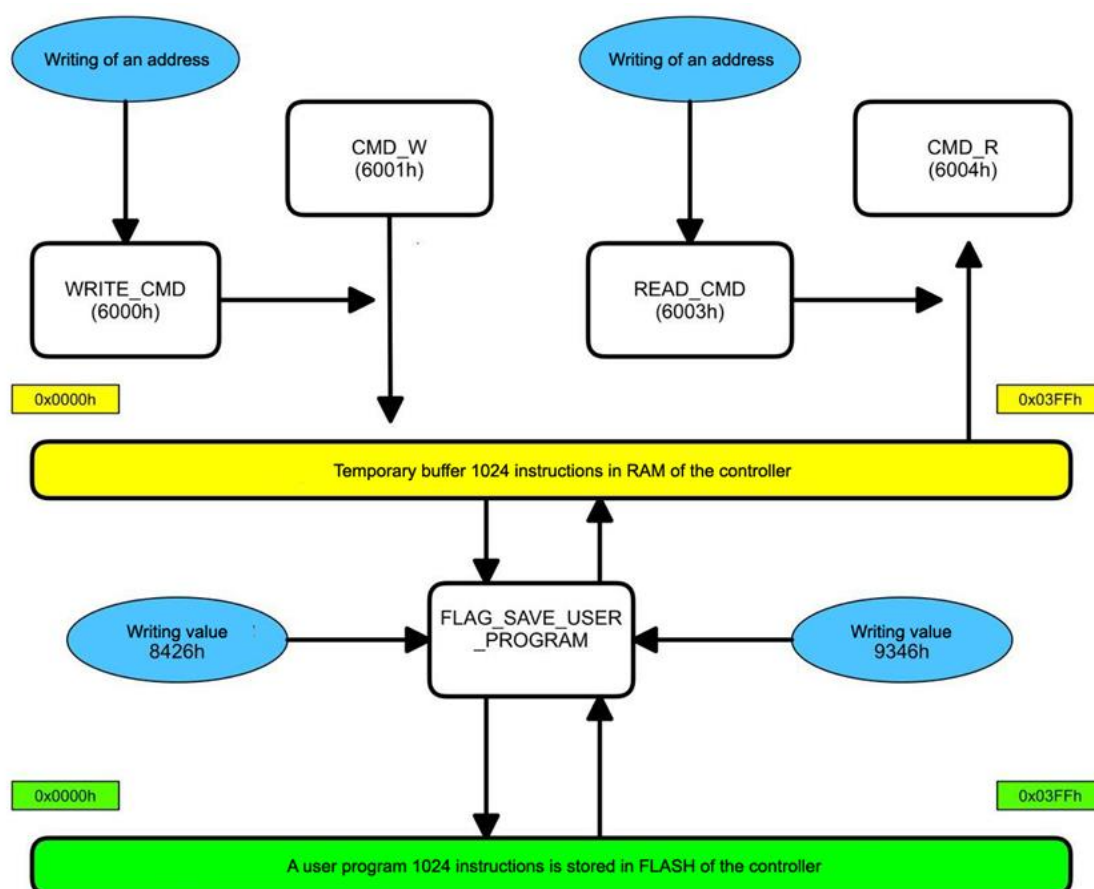 Writing of an address
Writing of an address
CMD_W
(6001h)
CMD_R
(6004h)
WRITE_CMD
(6000h)
READ_CMD
(6003h)
0x0000h
0x03FFh
Temporary buffer 1024 instructions in RAM of the controller
FLAG_SAVE_USER
_PROGRAM
Writing value
8426h
Writing value
9346h
0x0000h
0x03FFh
A user program 1024 instructions is stored in FLASH of the controller